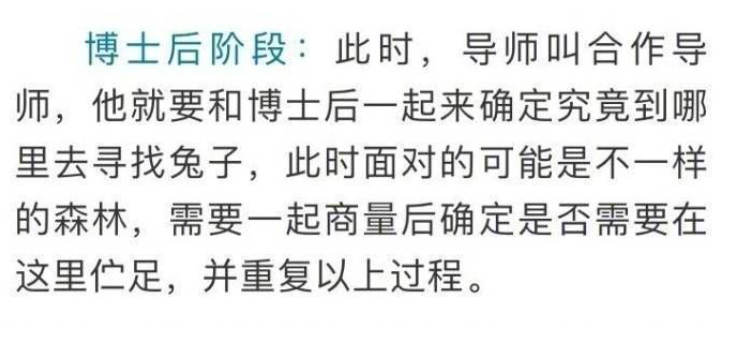 博士后阶段：此时，导师叫合作导
师，他就要和博士后一起来确定究竟到哪
里去寻找兔子，此时面对的可能是不一样
的森林，需要一起商量后确定是否需要在
这里伫足，并重复以上过程。